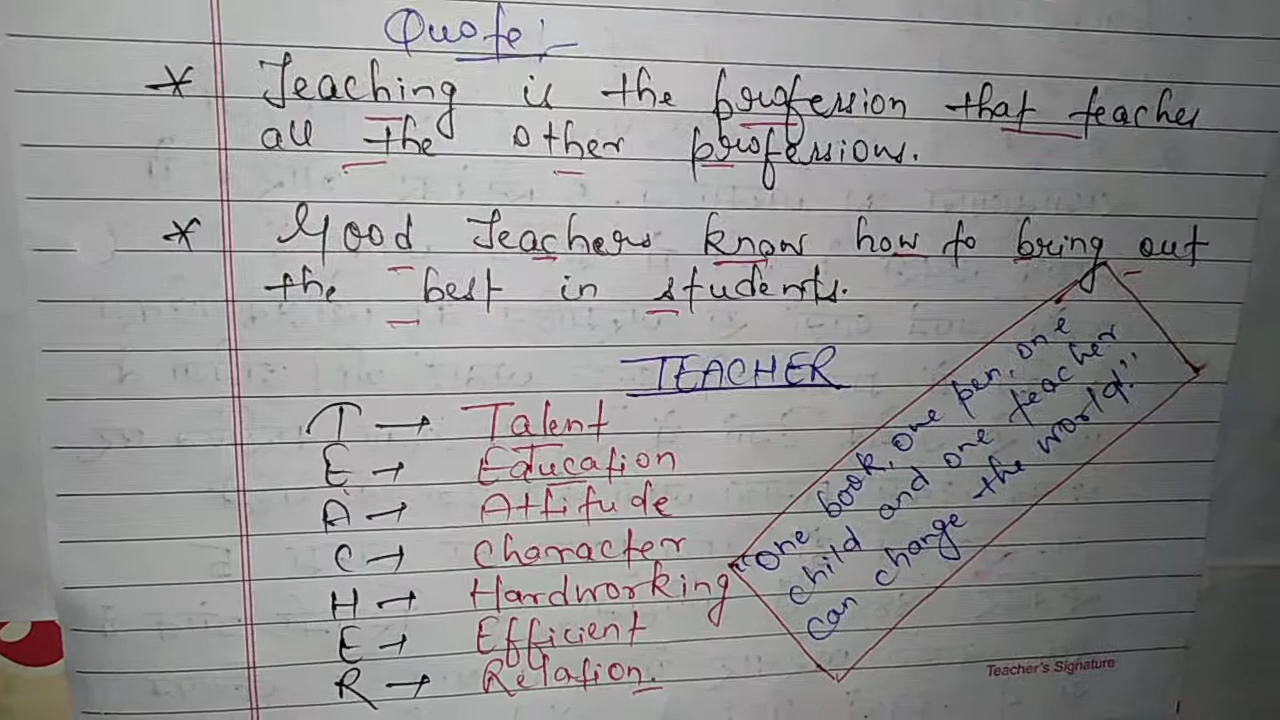 Quote :-
* Teaching is the profession that teaches
all the other professions.
* Good Teachers know how to bring out
the best in students.
TEACHER
T → Talent
E → Education
A → Attitude
C → Character
H → Hardworking
E → Efficient
R → Relation.
"One book, one pen, one
child and one teacher
can change the world!"
Teacher's Signature